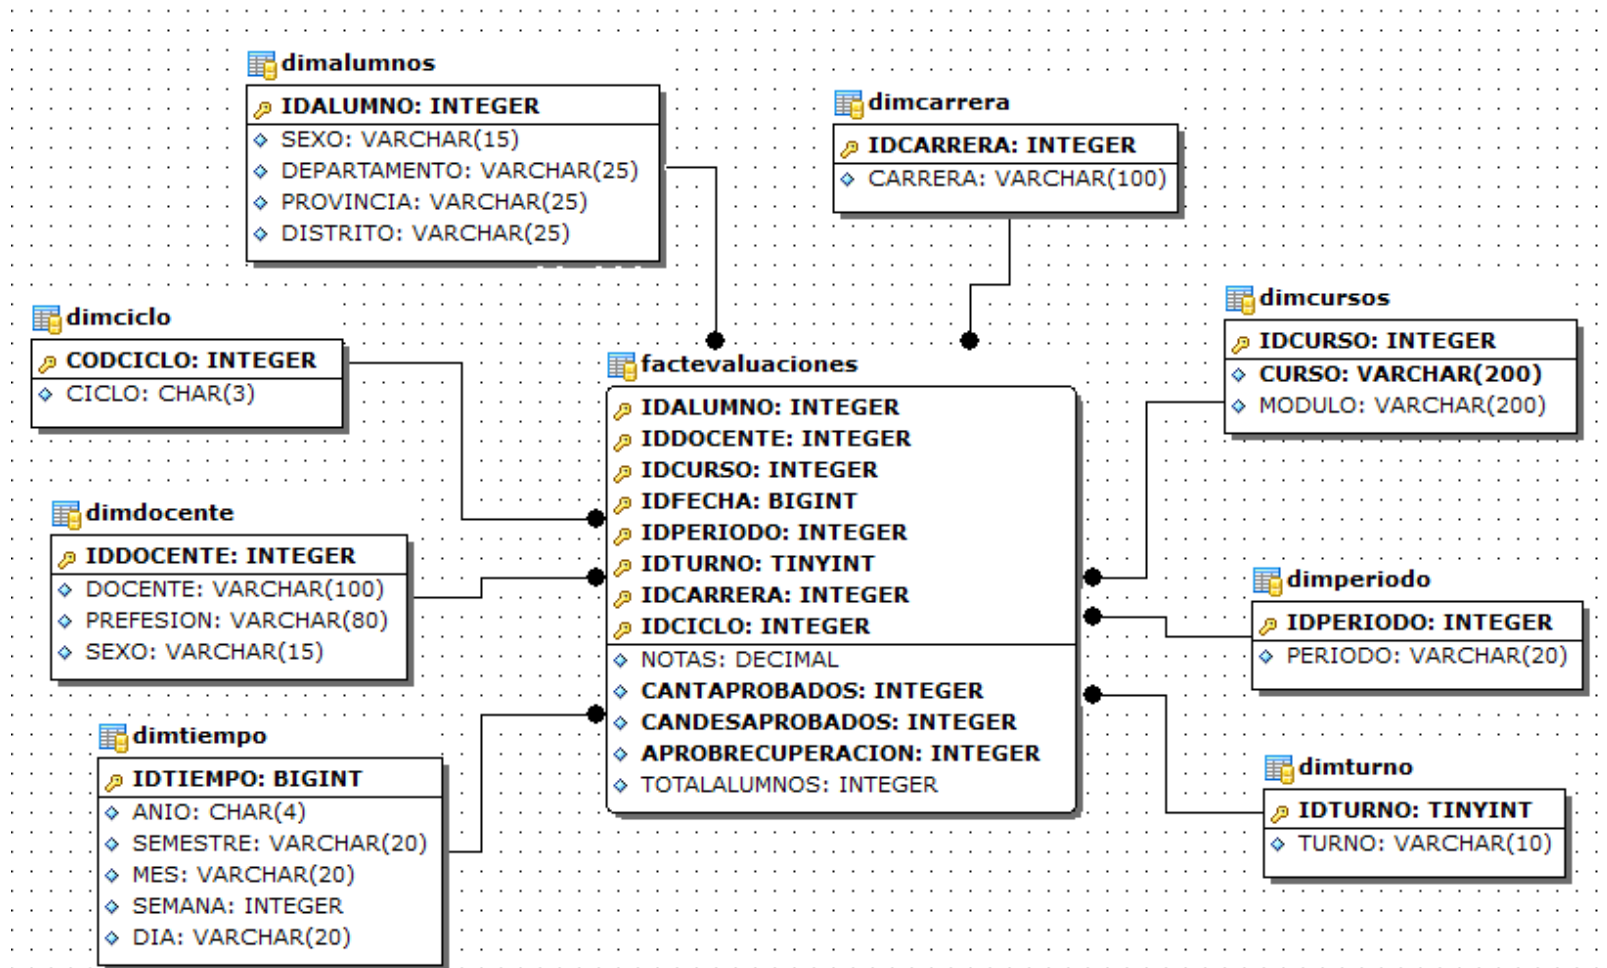 dimalumnos
IDALUMNO: INTEGER
SEXO: VARCHAR(15)
DEPARTAMENTO: VARCHAR(25)
PROVINCIA: VARCHAR(25)
DISTRITO: VARCHAR(25)
dimcarrera
IDCARRERA: INTEGER
CARRERA: VARCHAR(100)
dimciclo
CODCICLO: INTEGER
CICLO: CHAR(3)
dimcursos
IDCURSO: INTEGER
CURSO: VARCHAR(200)
MODULO: VARCHAR(200)
factevaluaciones
IDALUMNO: INTEGER
IDDOCENTE: INTEGER
IDCURSO: INTEGER
IDFECHA: BIGINT
IDPERIODO: INTEGER
IDTURNO: TINYINT
IDCARRERA: INTEGER
IDCICLO: INTEGER
NOTAS: DECIMAL
CANTAPROBADOS: INTEGER
CANDESAPROBADOS: INTEGER
APROBRECUPERACION: INTEGER
TOTALALUMNOS: INTEGER
dimdocente
IDDOCENTE: INTEGER
DOCENTE: VARCHAR(100)
PREFESION: VARCHAR(80)
SEXO: VARCHAR(15)
dimperiodo
IDPERIODO: INTEGER
PERIODO: VARCHAR(20)
dimtiempo
IDTIEMPO: BIGINT
ANIO: CHAR(4)
SEMESTRE: VARCHAR(20)
MES: VARCHAR(20)
SEMANA: INTEGER
DIA: VARCHAR(20)
dimturno
IDTURNO: TINYINT
TURNO: VARCHAR(10)